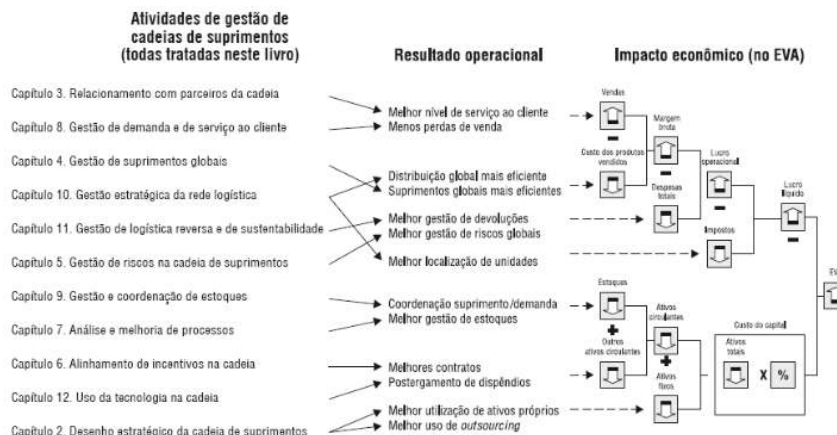 Atividades de gestão de
cadeias de suprimentos
(todas tratadas neste livro)
Resultado operacional
Impacto econômico (no EVA)
Capítulo 3. Relacionamento com parceiros da cadeia
Capítulo 8. Gestão de demanda e de serviço ao cliente
Capítulo 4. Gestão de suprimentos globais
Capítulo 10. Gestão estratégica da rede logística
Capítulo 11. Gestão de logística reversa e de sustentabilidade
Capítulo 5. Gestão de riscos na cadeia de suprimentos
Capítulo 9. Gestão e coordenação de estoques
Capítulo 7. Análise e melhoria de processos
Capítulo 6. Alinhamento de incentivos na cadeia
Capítulo 12. Uso da tecnologia na cadeia
Capítulo 2. Desenho estratégico da cadeia de suprimentos
Melhor nível de serviço ao cliente
Menos perdas de venda
Distribuição global mais eficiente
Suprimentos globais mais eficientes
Melhor gestão de devoluções
Melhor gestão de riscos globais
Melhor localização de unidades
Coordenação suprimento/demanda
Melhor gestão de estoques
Melhores contratos
Postergamento de dispêndios
Melhor utilização de ativos próprios
Melhor uso de outsourcing
Vendas
Margem
bruta
Custo dos produtos
vendidos
Lucro
operacional
Despesas
totais
Lucro
líquido
Impostos
Estoques
Ativos
circulantes
Outros
ativos circulantes
Ativos
fixos
Custo do capital
Ativos
totais
X %
EV